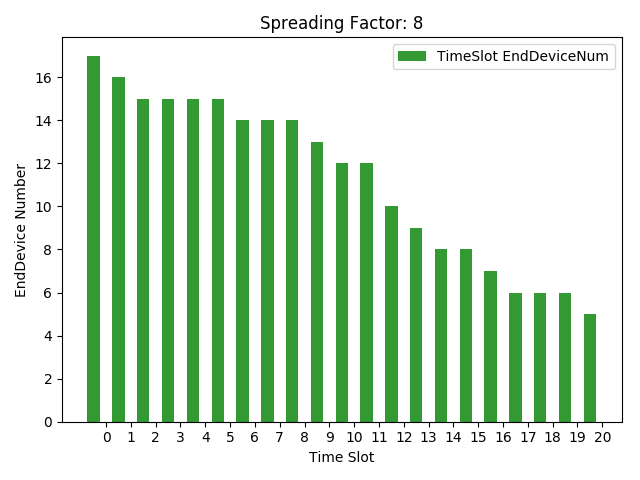 Spreading Factor: 8
TimeSlot EndDeviceNum
EndDevice Number
16
14
12
10
8
6
4
2
0
0 1 2 3 4 5 6 7 8 9 10 11 12 13 14 15 16 17 18 19 20
Time Slot